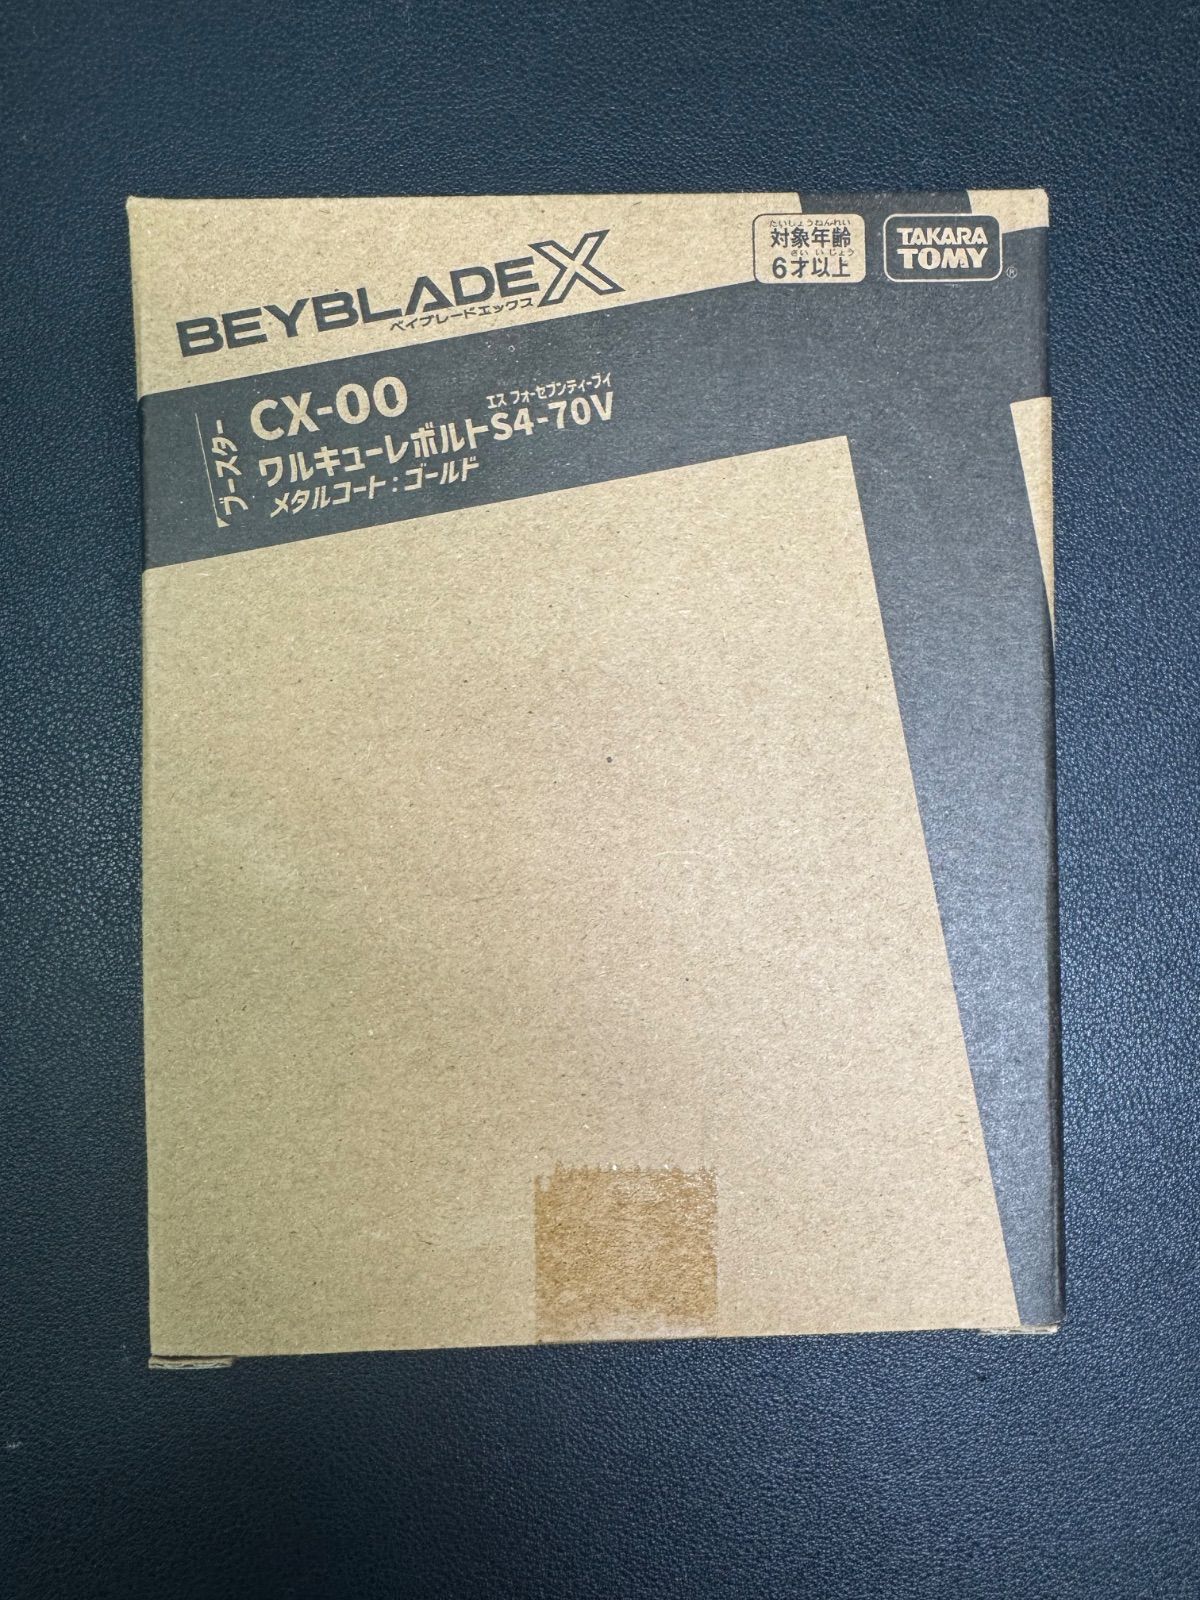 BEYBLADE X
ベイブレードエックス
たいしょうねんれい
対象年齢
さい いじょう
6才以上
TAKARA
TOMY
®
ブースター
CX-00
エス フォーセブンティーブイ
ワルキューレボルトS4-70V
メタルコート:ゴールド